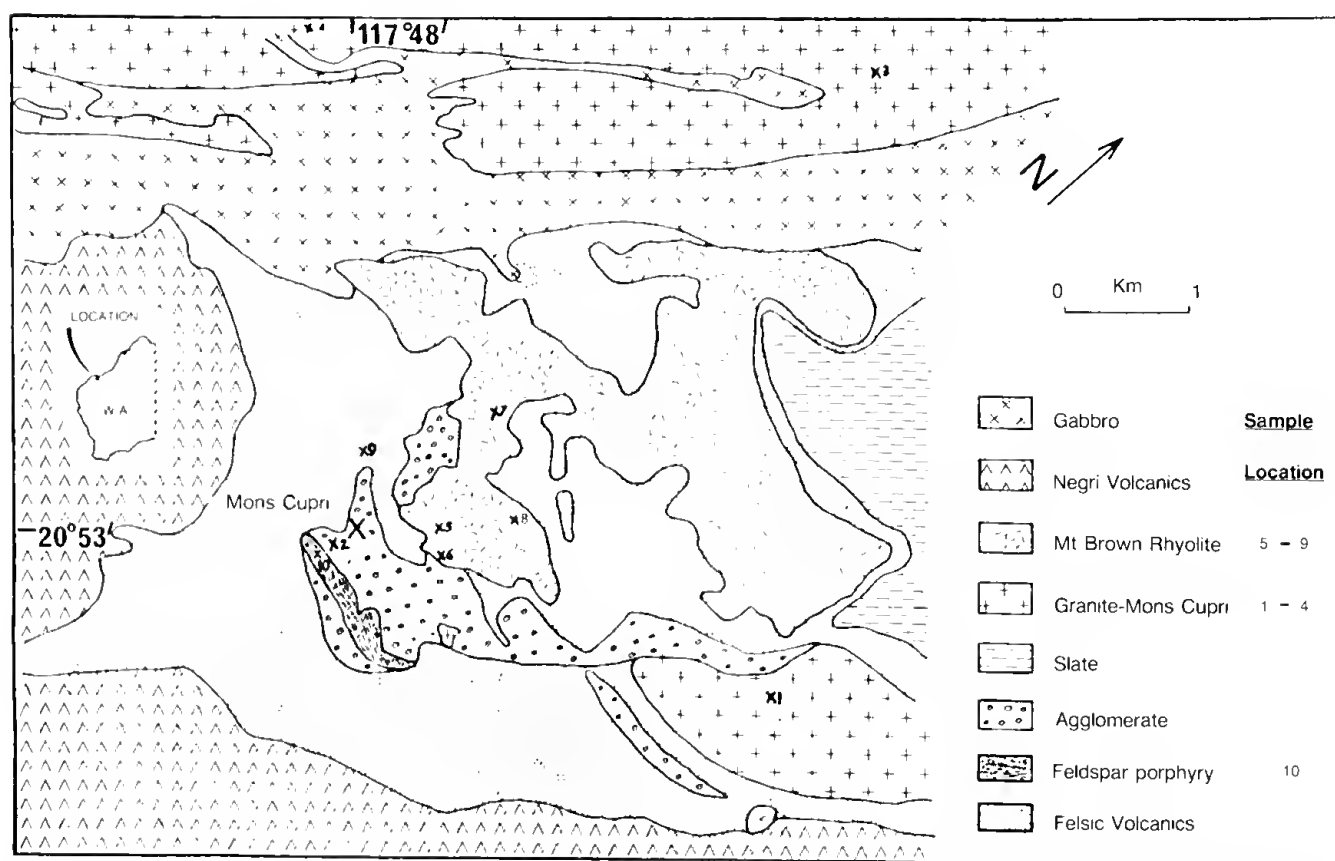 x4
117°48'
x3
N
LOCATION
W A
0 Km 1
x7
x9
Mons Cupri
x5
x8
20°53'
x2
X
x6
x1
Gabbro
Sample
Location
Negri Volcanics
Mt Brown Rhyolite 5 - 9
Granite-Mons Cupri 1 - 4
Slate
Agglomerate
Feldspar porphyry 10
Felsic Volcanics